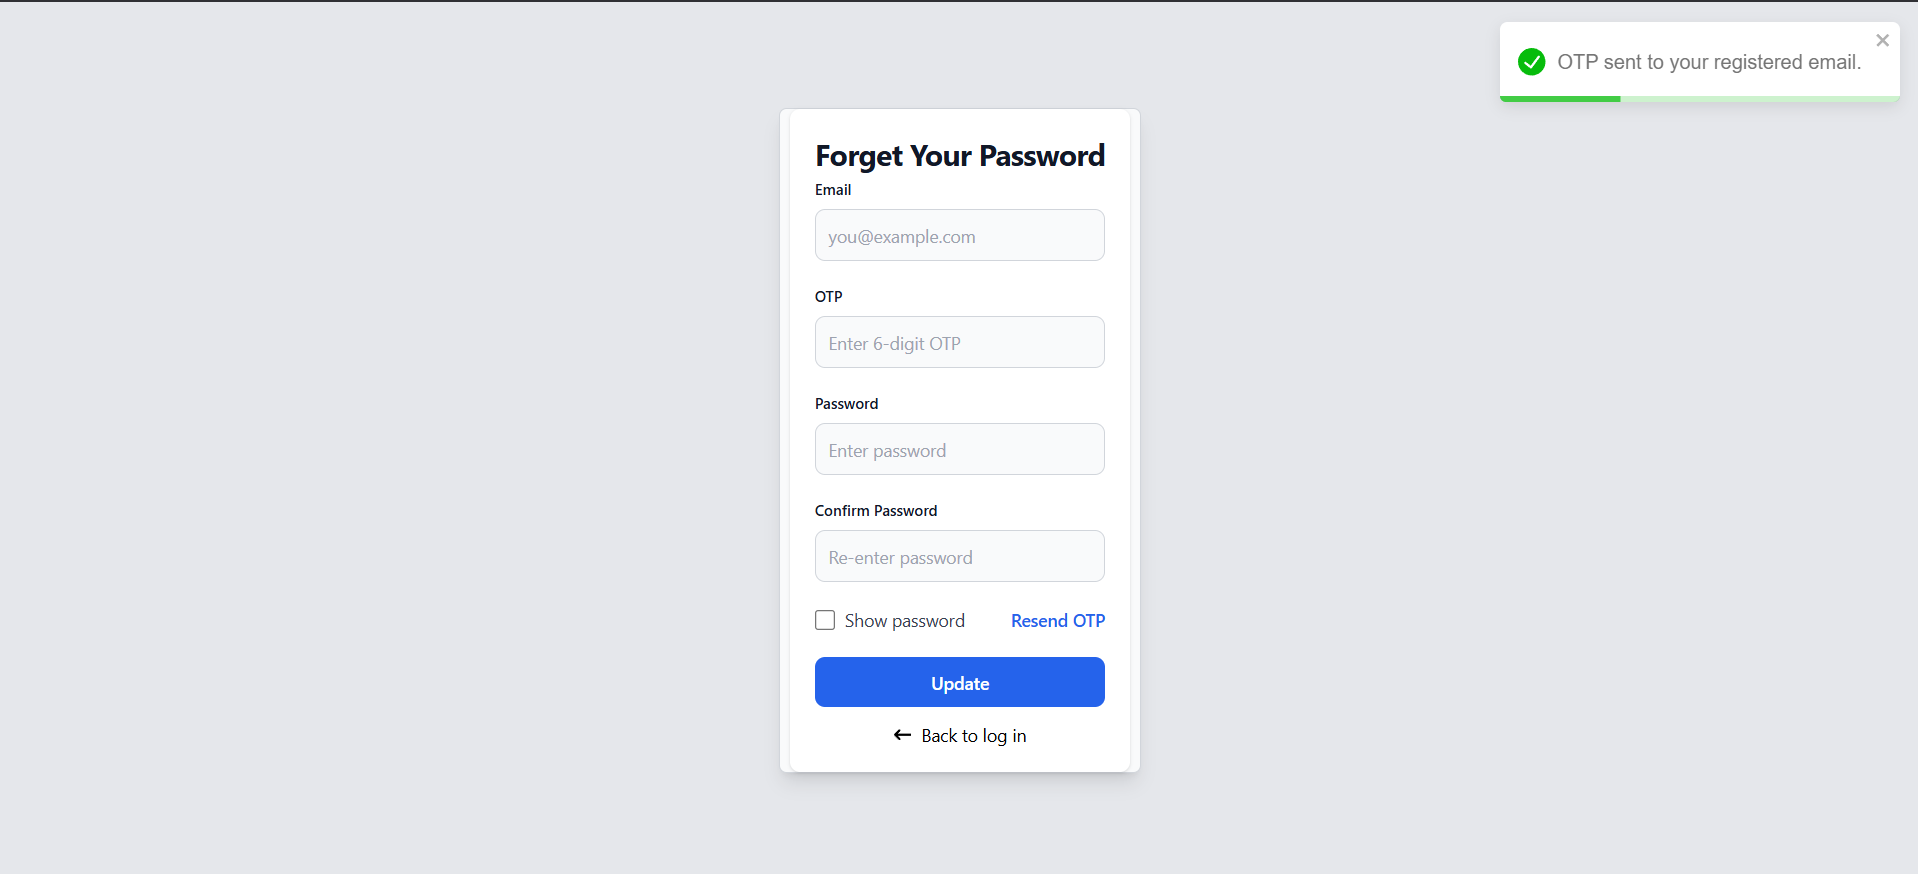 OTP sent to your registered email.
Forget Your Password
Email
you@example.com
OTP
Enter 6-digit OTP
Password
Enter password
Confirm Password
Re-enter password
Show password
Resend OTP
Update
Back to log in